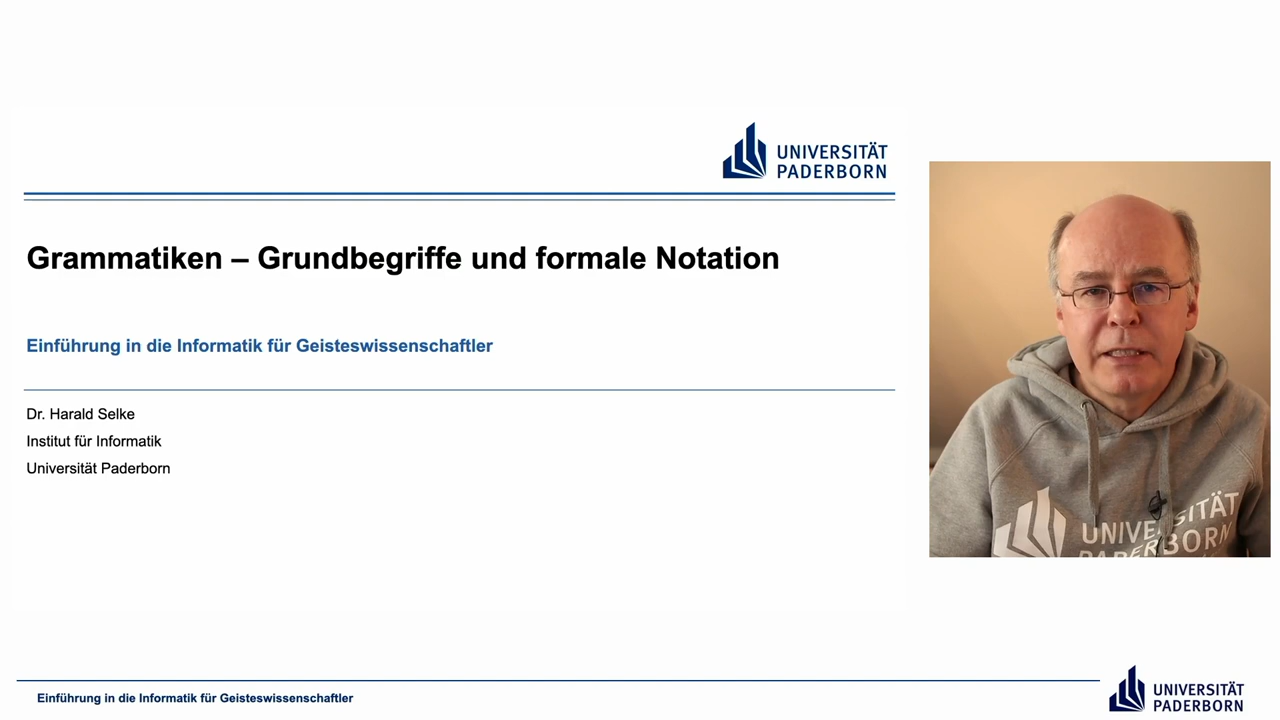 UNIVERSITÄT
PADERBORN
Grammatiken – Grundbegriffe und formale Notation
Einführung in die Informatik für Geisteswissenschaftler
Dr. Harald Selke
Institut für Informatik
Universität Paderborn
UNIVERSITÄT
PADERBORN
Einführung in die Informatik für Geisteswissenschaftler
UNIVERSITÄT
PADERBORN